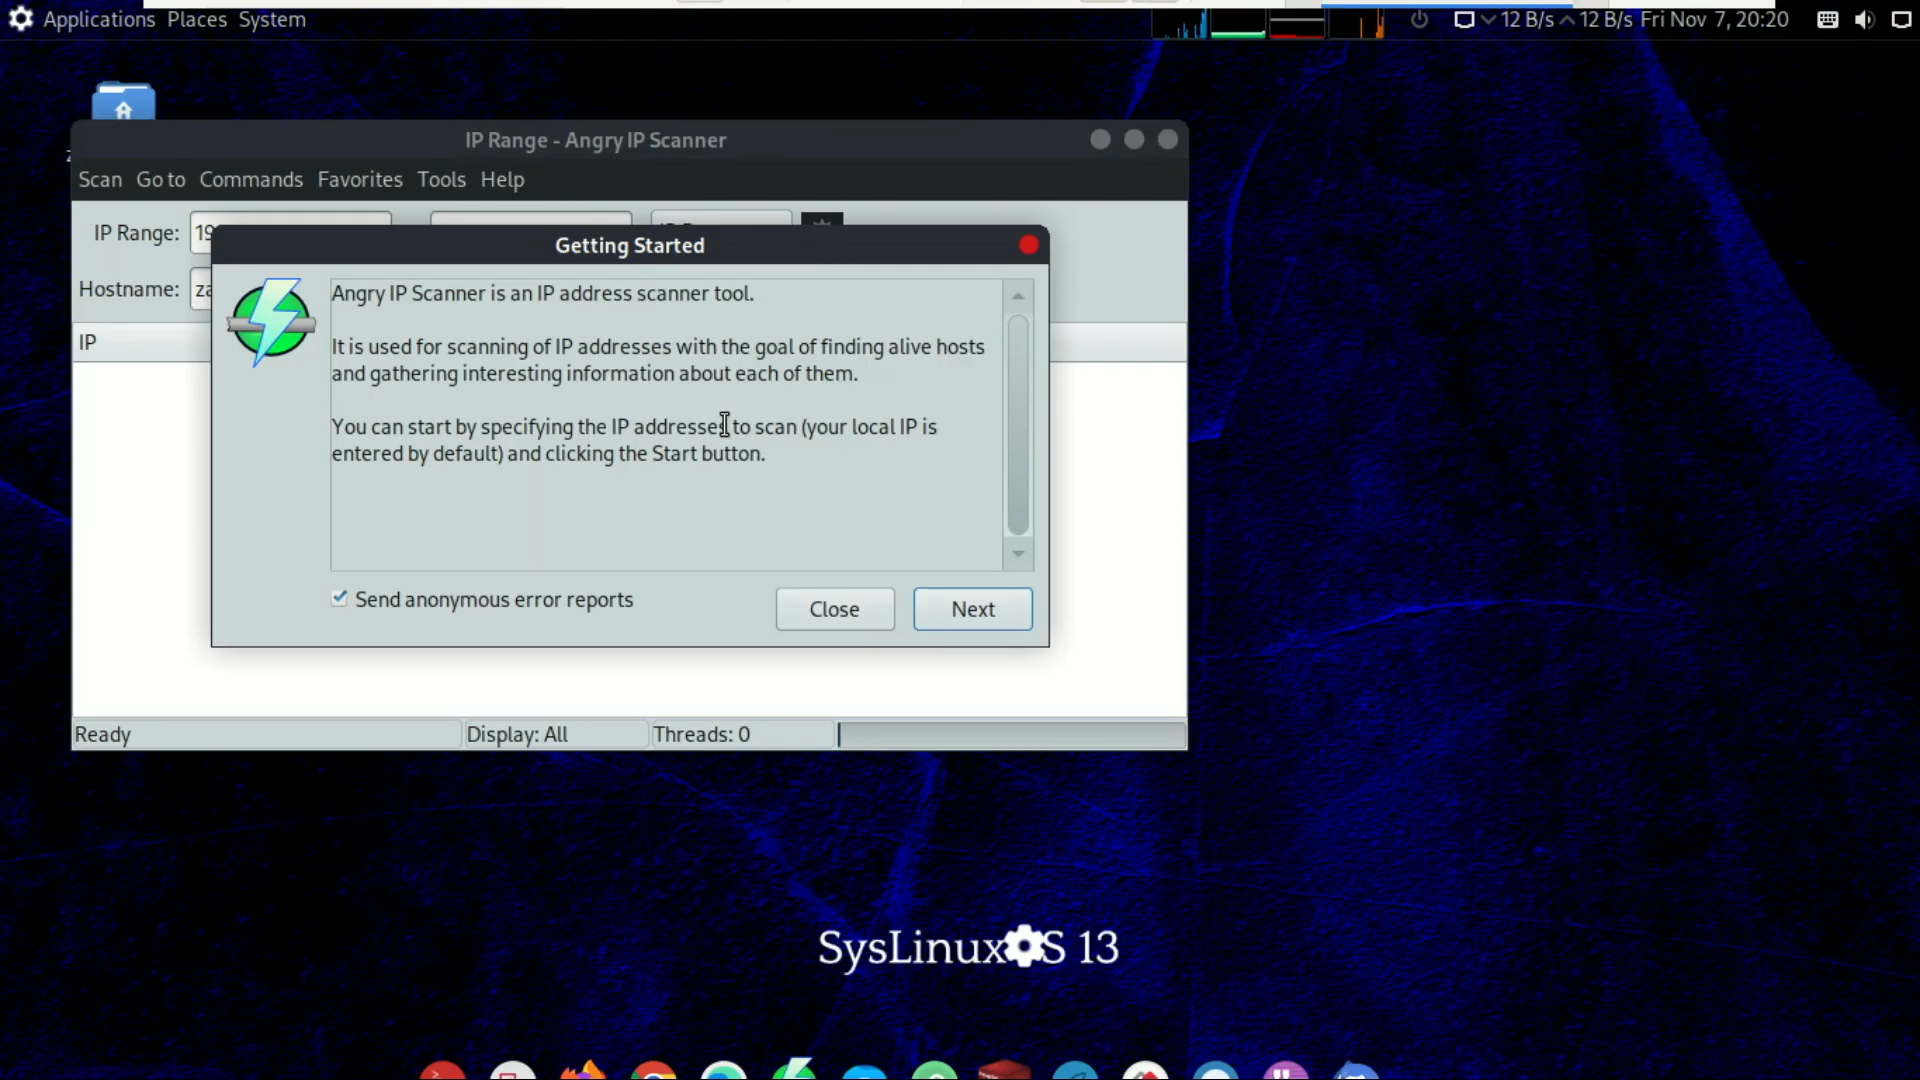 Applications Places System
12 B/s 12 B/s Fri Nov 7, 20:20
IP Range - Angry IP Scanner
Scan Go to Commands Favorites Tools Help
IP Range: 19
Getting Started
Hostname: za
IP
Angry IP Scanner is an IP address scanner tool.
It is used for scanning of IP addresses with the goal of finding alive hosts
and gathering interesting information about each of them.
You can start by specifying the IP addresses to scan (your local IP is
entered by default) and clicking the Start button.
Send anonymous error reports
Close Next
Ready Display: All Threads: 0
SysLinuxOS 13